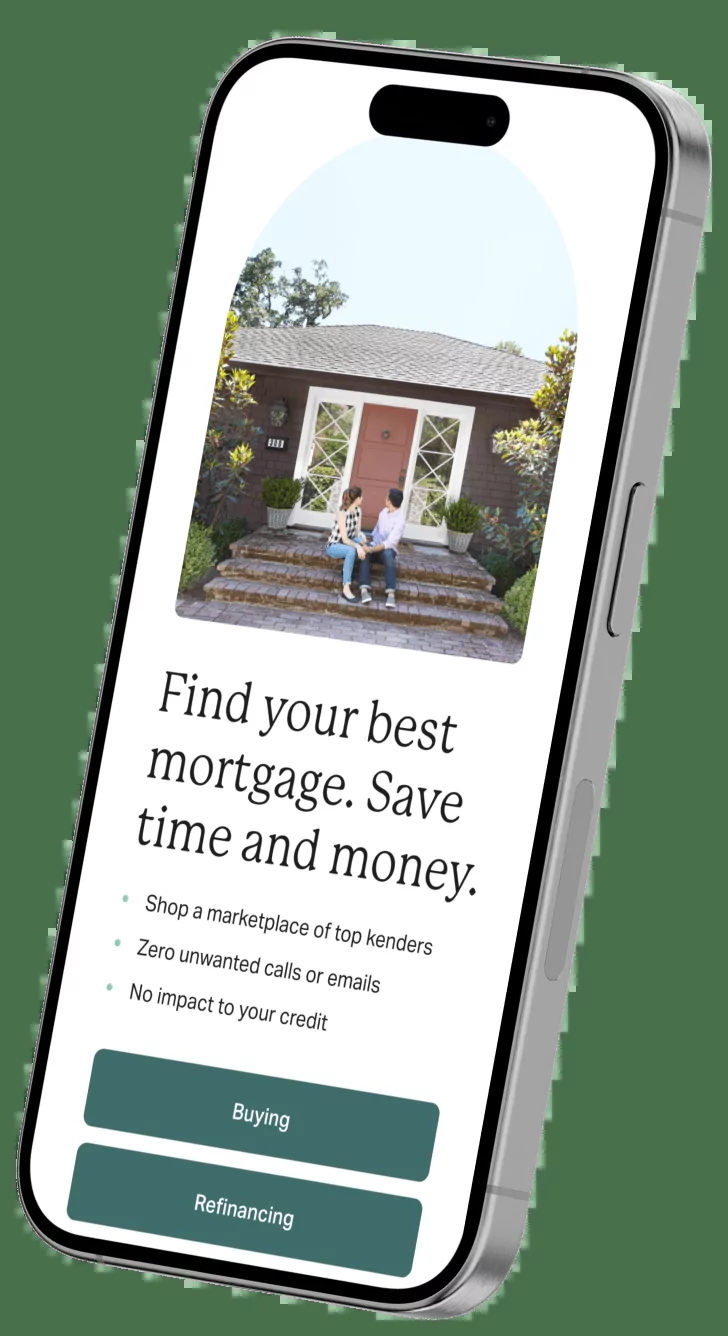 Find your best
mortgage. Save
time and money.
Shop a marketplace of top kenders
Zero unwanted calls or emails
No impact to your credit
Buying
Refinancing